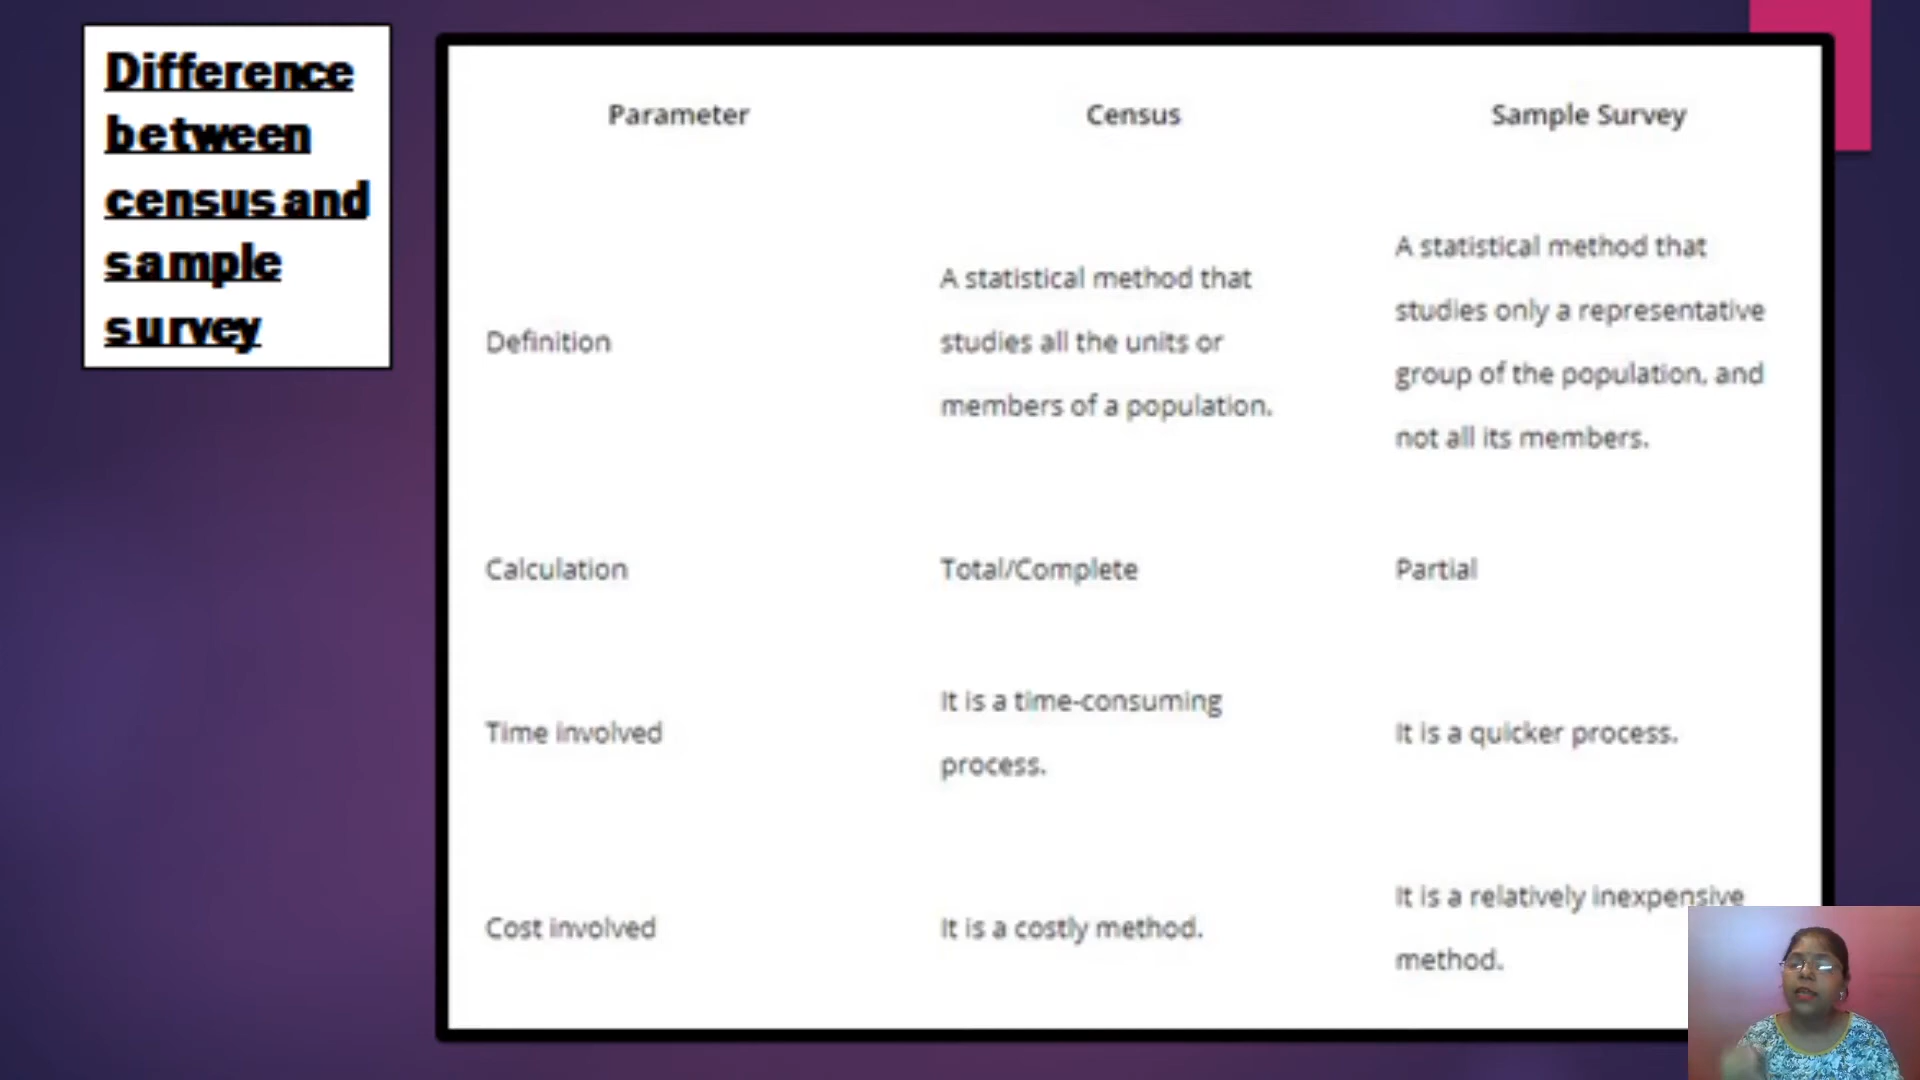 Difference
between
census and
sample
survey
Parameter
Census
Sample Survey
Definition
A statistical method that
studies all the units or
members of a population.
A statistical method that
studies only a representative
group of the population, and
not all its members.
Calculation
Total/Complete
Partial
Time involved
It is a time-consuming
process.
It is a quicker process.
Cost involved
It is a costly method.
It is a relatively inexpensive
method.